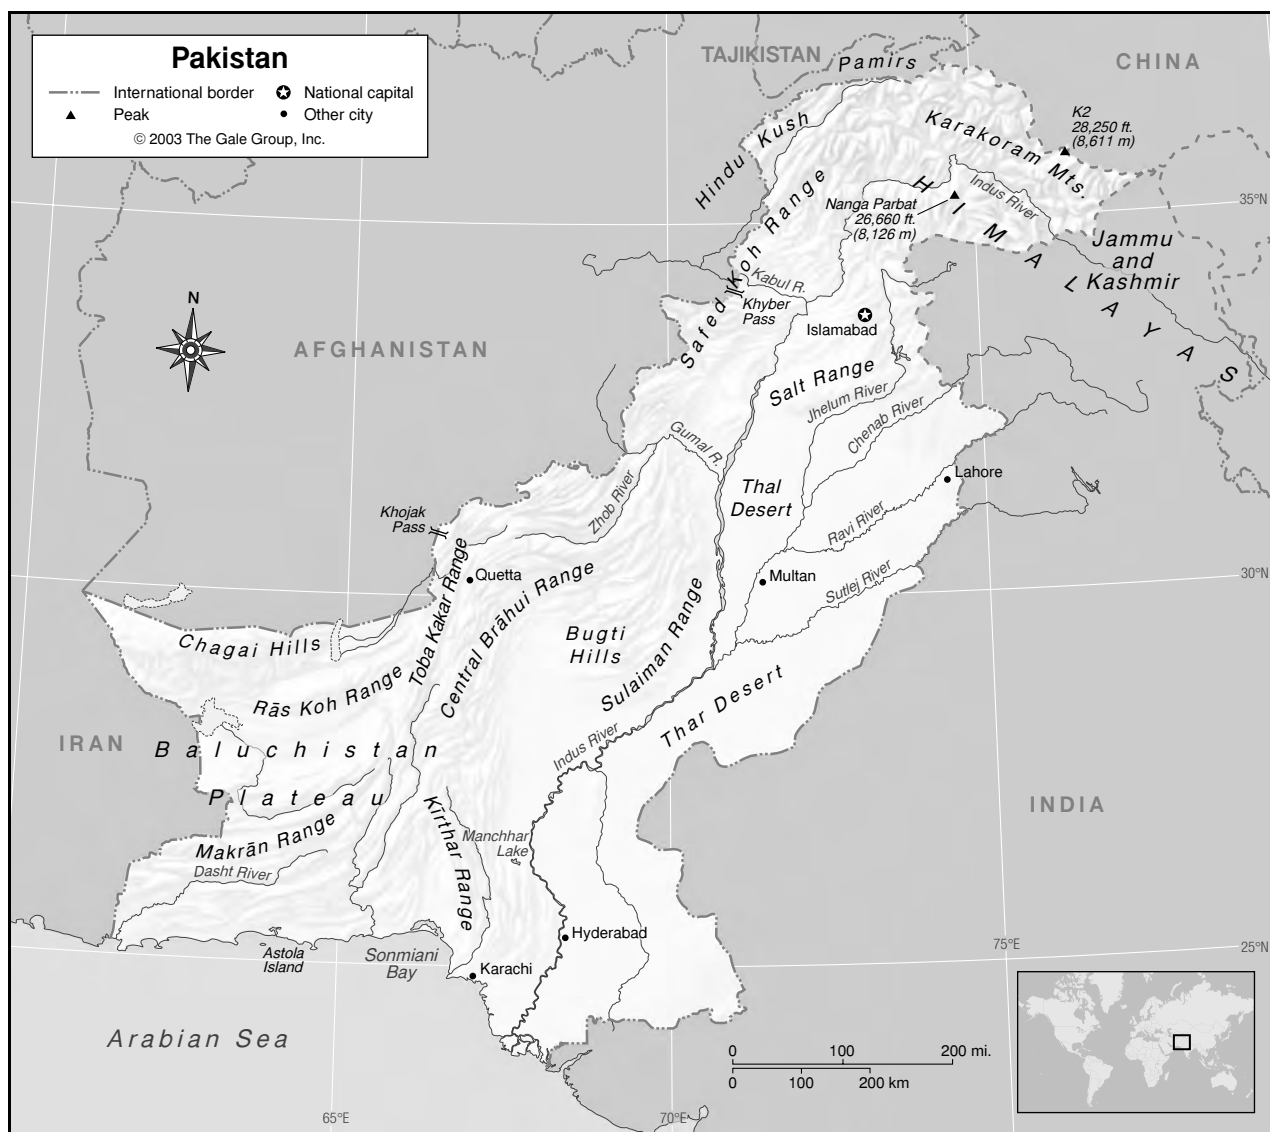 Pakistan
International border
National capital
Peak
Other city
© 2003 The Gale Group, Inc.
TAJIKISTAN
CHINA
Pamirs
Hindu Kush
Karakoram Mts.
K2
28,250 ft.
(8,611 m)
Safed Koh Range
HIMALAYAS
Nanga Parbat
26,660 ft.
(8,126 m)
Indus River
35°N
Jammu
and
Kashmir
Kabul R.
Khyber
Pass
Islamabad
N
AFGHANISTAN
Salt Range
Jhelum River
Chenab River
Gumal R.
Lahore
Thal
Desert
Zhob River
Khojak
Pass
Ravi River
Quetta
Multan
Sutlej River
30°N
Toba Kakar Range
Central Brāhui Range
Bugti
Hills
Sulaiman Range
Chagai Hills
Rās Koh Range
Thar Desert
Indus River
IRAN
Baluchistan
Plateau
INDIA
Makrān Range
Kīrthar Range
Manchhar
Lake
Dasht River
Hyderabad
75°E
25°N
Astola
Island
Sonmiani
Bay
Karachi
Arabian Sea
0 100 200 mi.
0 100 200 km
65°E
70°E